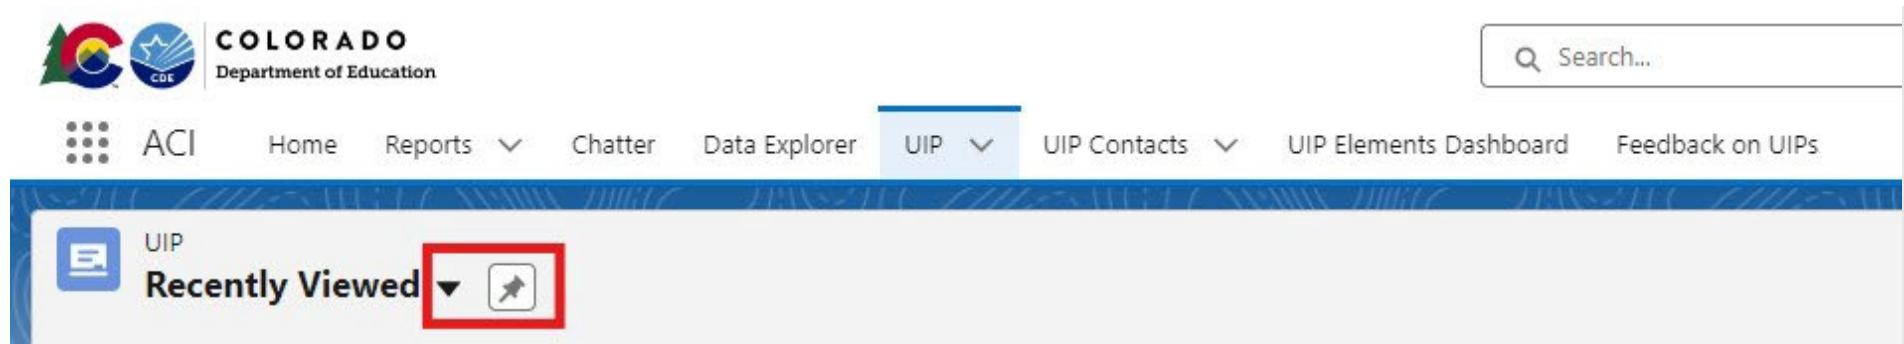 COLORADO
Department of Education
CDE
Search...
ACI Home Reports Chatter Data Explorer UIP UIP Contacts UIP Elements Dashboard Feedback on UIPs
UIP
Recently Viewed